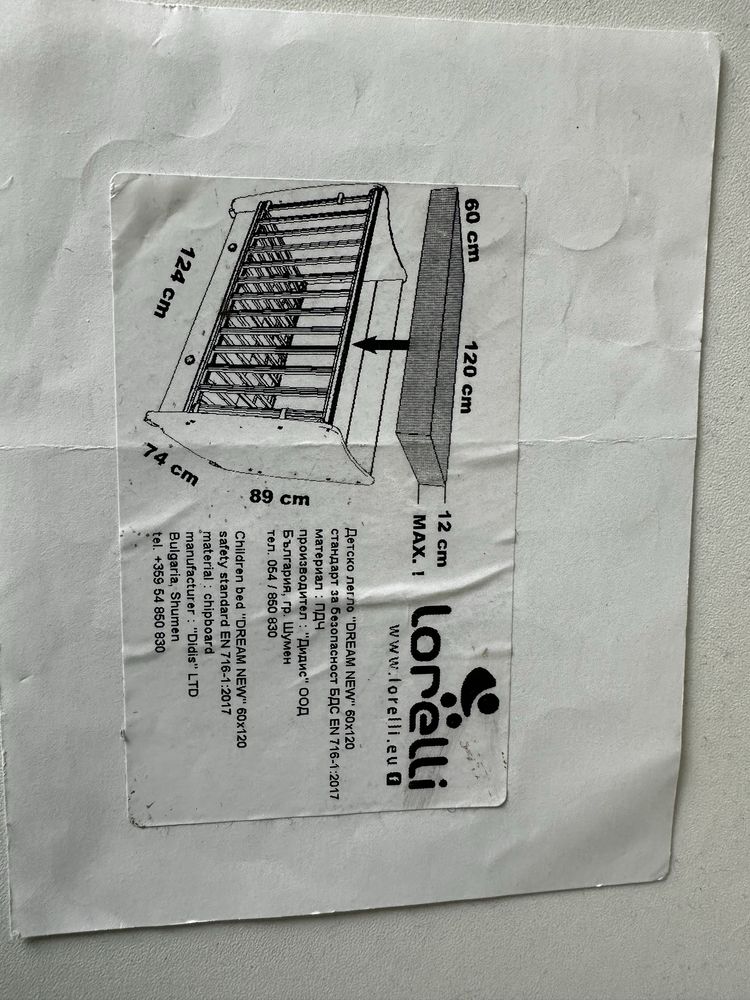 60 cm
120 cm
12 cm
MAX. !
124 cm
74 cm
89 cm
lorelli
www.lorelli.eu f
Детско легло "DREAM NEW" 60x120
стандарт за безопасност БДС EN 716-1:2017
материал : ПДЧ
производител : "Дидис" ООД
България, гр. Шумен
тел. 054 / 850 830
Children bed "DREAM NEW" 60x120
safety standard EN 716-1:2017
material : chipboard
manufacturer : "Didis" LTD
Bulgaria, Shumen
tel. +359 54 850 830